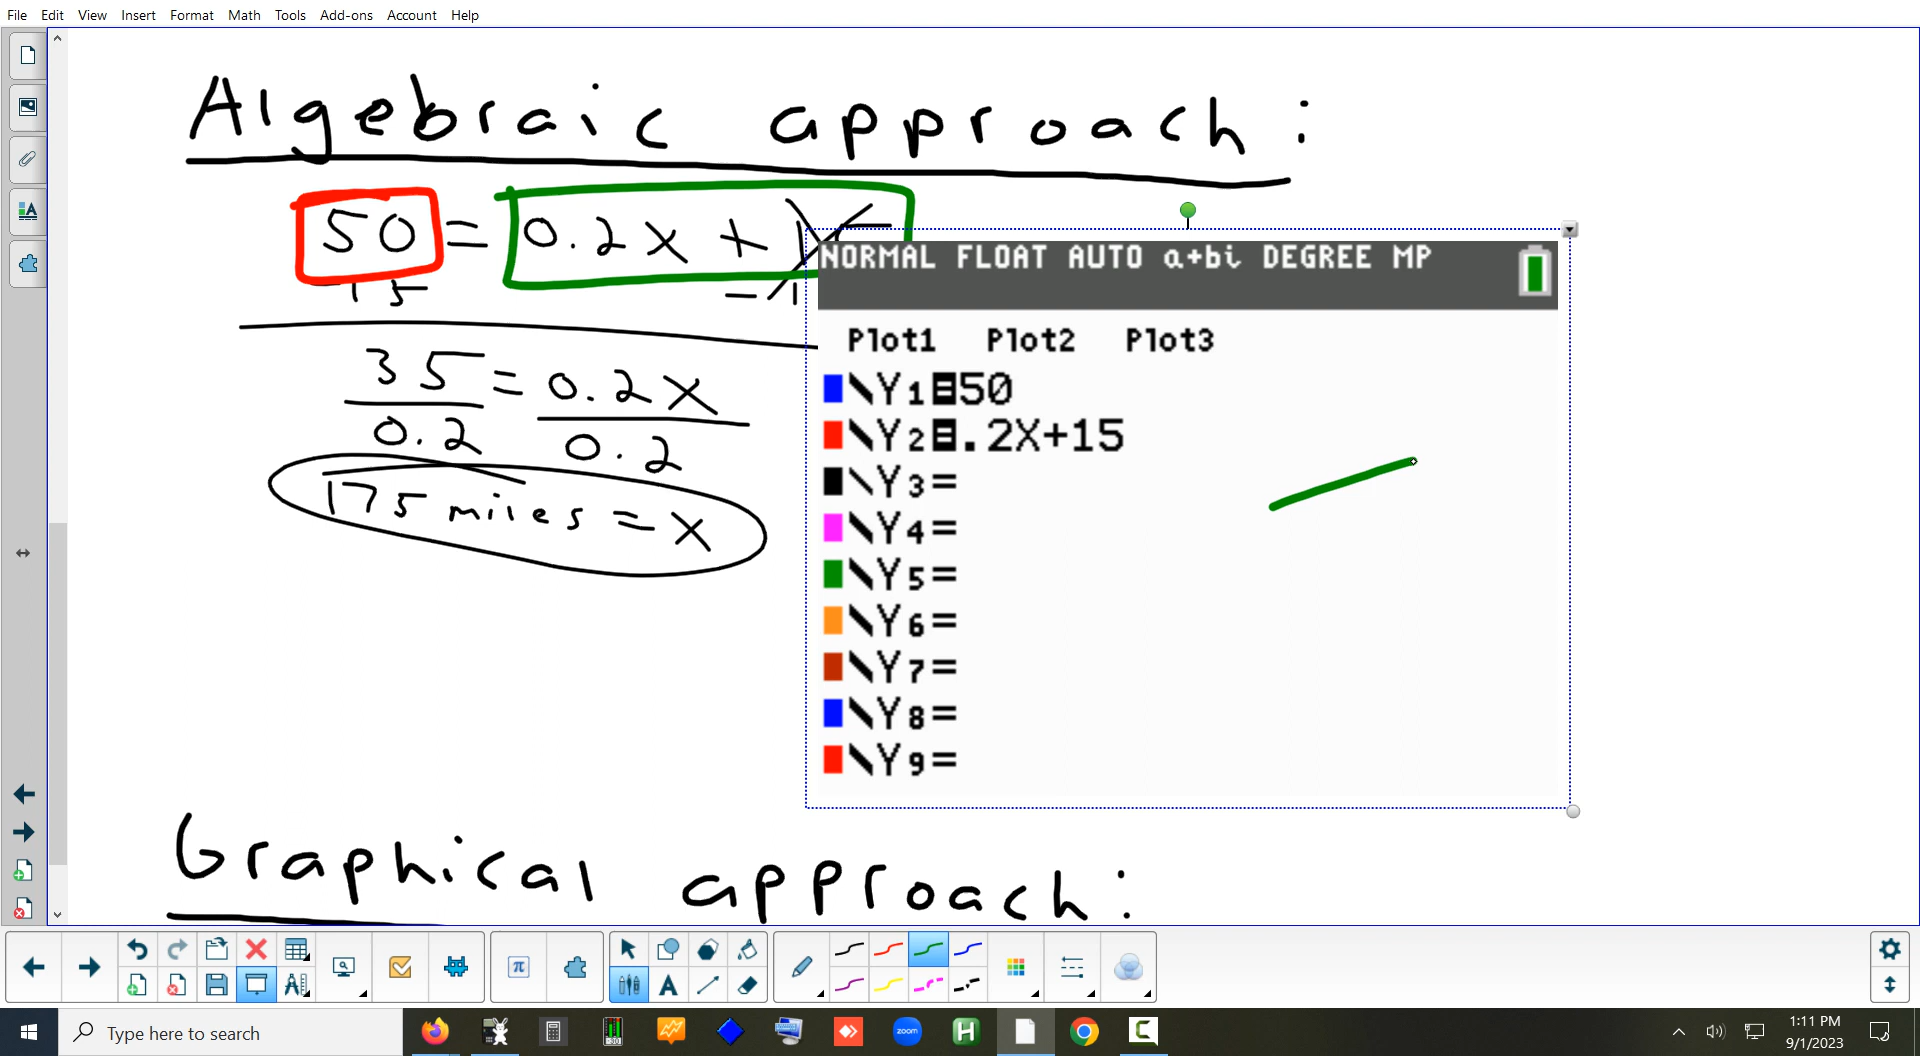 File Edit View Insert Format Math Tools Add-ons Account Help
Algebraic approach:
50 = 0.2x +
15 -1
35 = 0.2x
0.2 0.2
175 miles = x
NORMAL FLOAT AUTO a+bi DEGREE MP
Plot1 Plot2 Plot3
\Y1=50
\Y2=.2X+15
\Y3=
\Y4=
\Y5=
\Y6=
\Y7=
\Y8=
\Y9=
Graphical approach:
π
A
Type here to search
zoom
H
C
1:11 PM
9/1/2023